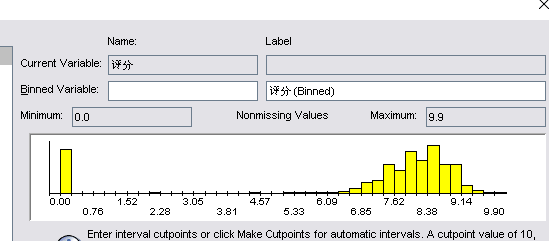 Name: Label
Current Variable: 评分
Binned Variable: 评分 (Binned)
Minimum: 0.0 Nonmissing Values Maximum: 9.9
0.00 1.52 3.05 4.57 6.09 7.62 9.14
0.76 2.28 3.81 5.33 6.85 8.38 9.90
Enter interval cutpoints or click Make Cutpoints for automatic intervals. A cutpoint value of 10,